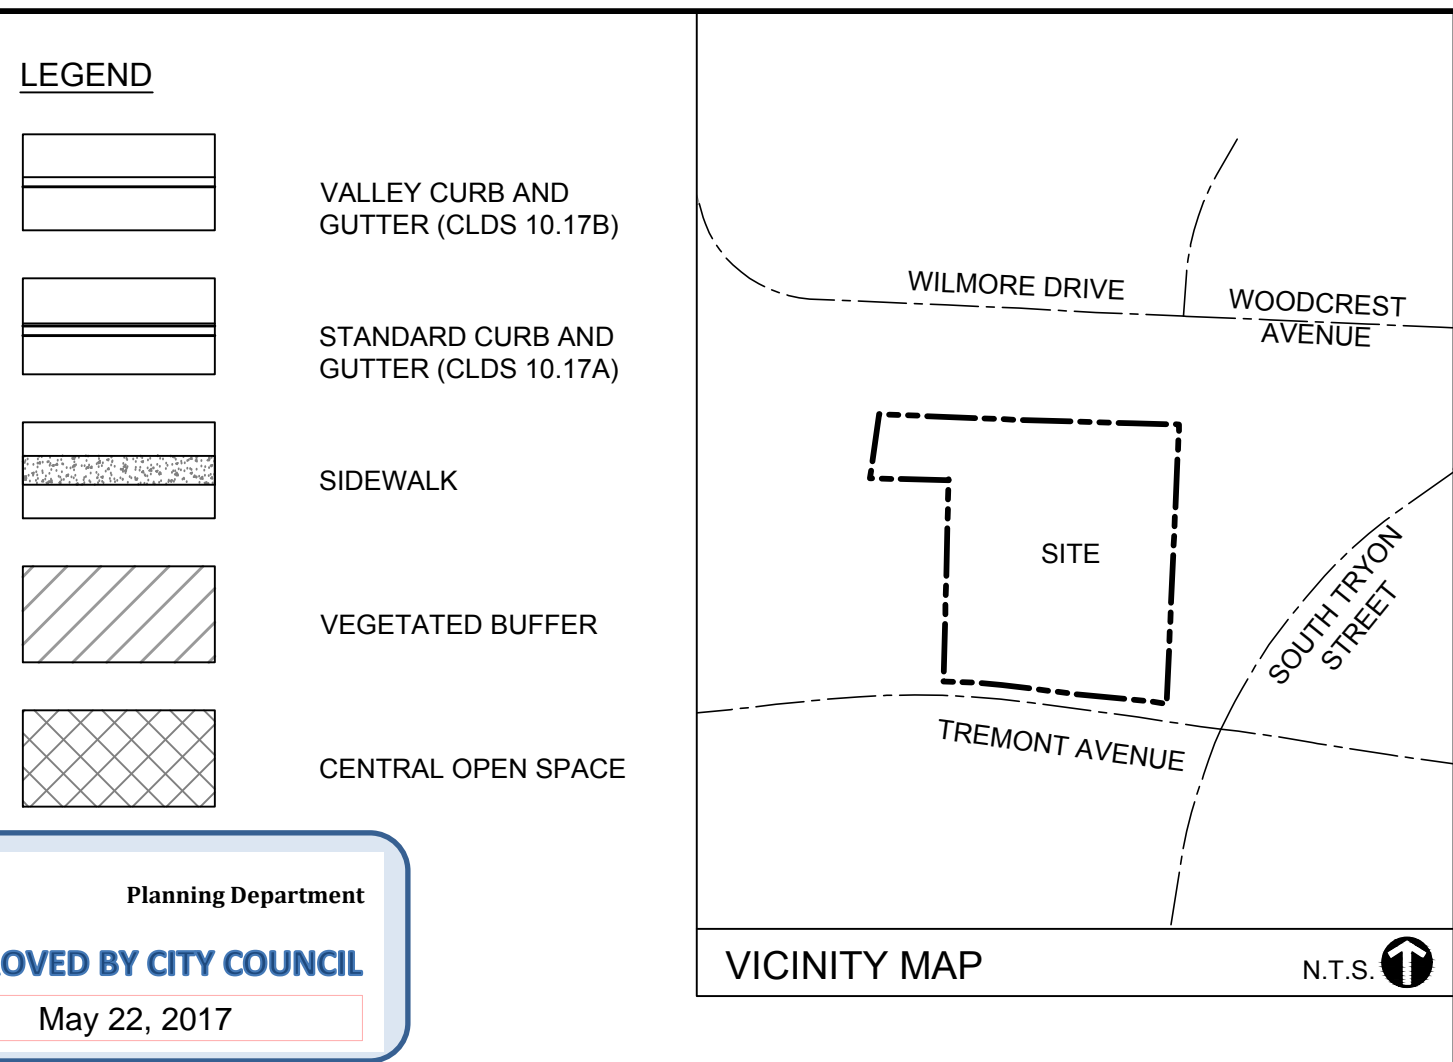 LEGEND
VALLEY CURB AND
GUTTER (CLDS 10.17B)
STANDARD CURB AND
GUTTER (CLDS 10.17A)
SIDEWALK
VEGETATED BUFFER
CENTRAL OPEN SPACE
Planning Department
OVED BY CITY COUNCIL
May 22, 2017
WILMORE DRIVE
WOODCREST
AVENUE
SITE
SOUTH TRYON
STREET
TREMONT AVENUE
VICINITY MAP
N.T.S.